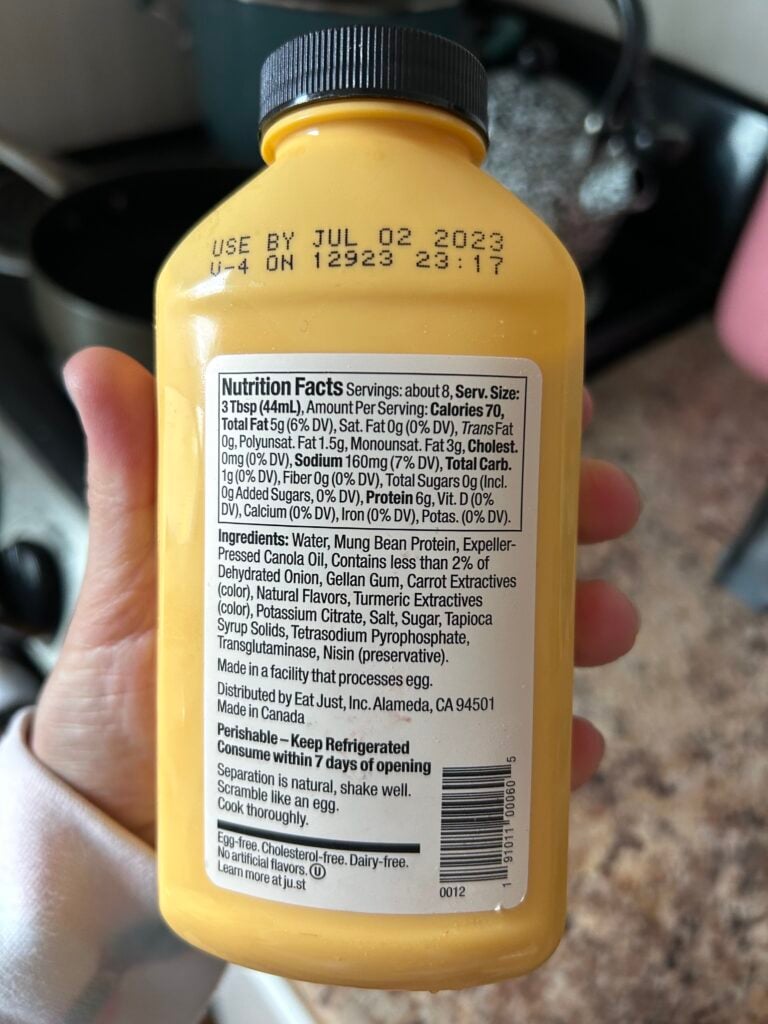 USE BY JUL 02 2023
U-4 ON 12923 23:17
Nutrition Facts Servings: about 8, Serv. Size:
3 Tbsp (44mL), Amount Per Serving: Calories 70,
Total Fat 5g (6% DV), Sat. Fat 0g (0% DV), Trans Fat
0g, Polyunsat. Fat 1.5g, Monounsat. Fat 3g, Cholest.
0mg (0% DV), Sodium 160mg (7% DV), Total Carb.
1g (0% DV), Fiber 0g (0% DV), Total Sugars 0g (Incl.
0g Added Sugars, 0% DV), Protein 6g, Vit. D (0%
DV), Calcium (0% DV), Iron (0% DV), Potas. (0% DV).
Ingredients: Water, Mung Bean Protein, Expeller-
Pressed Canola Oil, Contains less than 2% of
Dehydrated Onion, Gellan Gum, Carrot Extractives
(color), Natural Flavors, Turmeric Extractives
(color), Potassium Citrate, Salt, Sugar, Tapioca
Syrup Solids, Tetrasodium Pyrophosphate,
Transglutaminase, Nisin (preservative).
Made in a facility that processes egg.
Distributed by Eat Just, Inc. Alameda, CA 94501
Made in Canada
Perishable – Keep Refrigerated
Consume within 7 days of opening
Separation is natural, shake well.
Scramble like an egg.
Cook thoroughly.
Egg-free. Cholesterol-free. Dairy-free.
No artificial flavors. U
Learn more at ju.st
1 91011 00060 5
0012